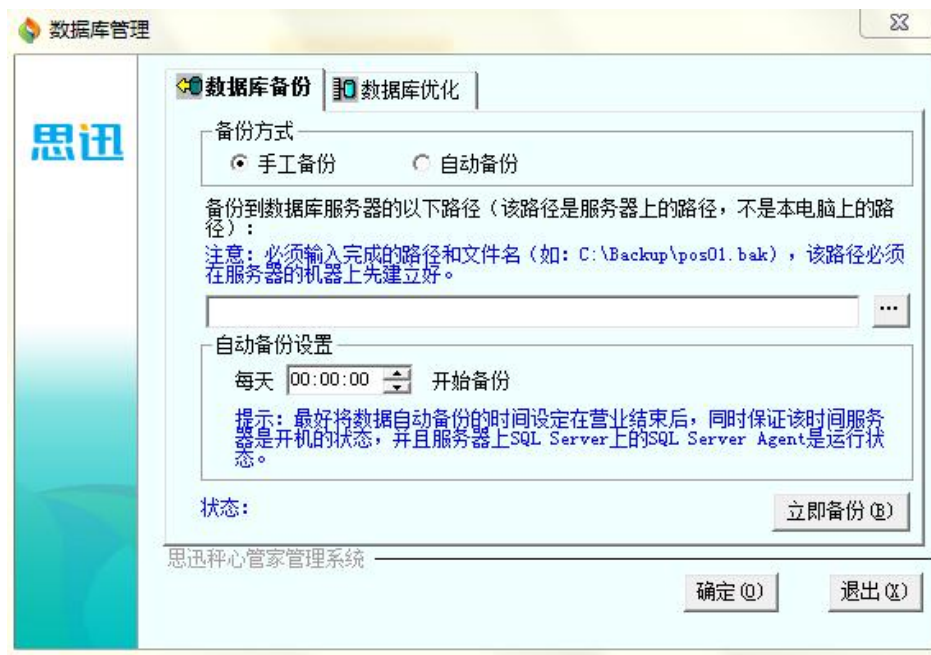 数据库管理
数据库备份
数据库优化
思迅
备份方式
手工备份
自动备份
备份到数据库服务器的以下路径（该路径是服务器上的路径，不是本电脑上的路
径）:
注意: 必须输入完成的路径和文件名（如: C:\Backup\pos01.bak），该路径必须
在服务器的机器上先建立好。
...
自动备份设置
每天 00:00:00 开始备份
提示: 最好将数据自动备份的时间设定在营业结束后，同时保证该时间服务
器是开机的状态，并且服务器上SQL Server上的SQL Server Agent是运行状
态。
状态:
立即备份(B)
思迅秤心管家管理系统
确定(O)
退出(X)